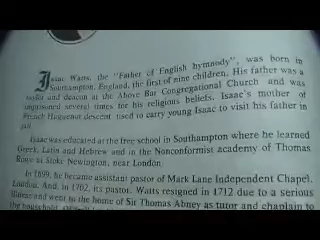 Isaac Watts, the "Father of English hymnody", was born in
Southampton, England, the first of nine children. His father was a
and deacon at the Above Bar Congregational Church and was
imprisoned several times for his religious beliefs. Isaac's mother of
French Huguenot descent used to carry young Isaac to visit his father in
jail.
Isaac was educated at the free school in Southampton where he learned
Greek, Latin and Hebrew and in the Nonconformist academy of Thomas
Rowe at Stoke Newington, near London.
In 1699, he became assistant pastor of Mark Lane Independent Chapel,
London. And, in 1702, its pastor. Watts resigned in 1712 due to a serious
illness and went to the home of Sir Thomas Abney as tutor and chaplain to
the household